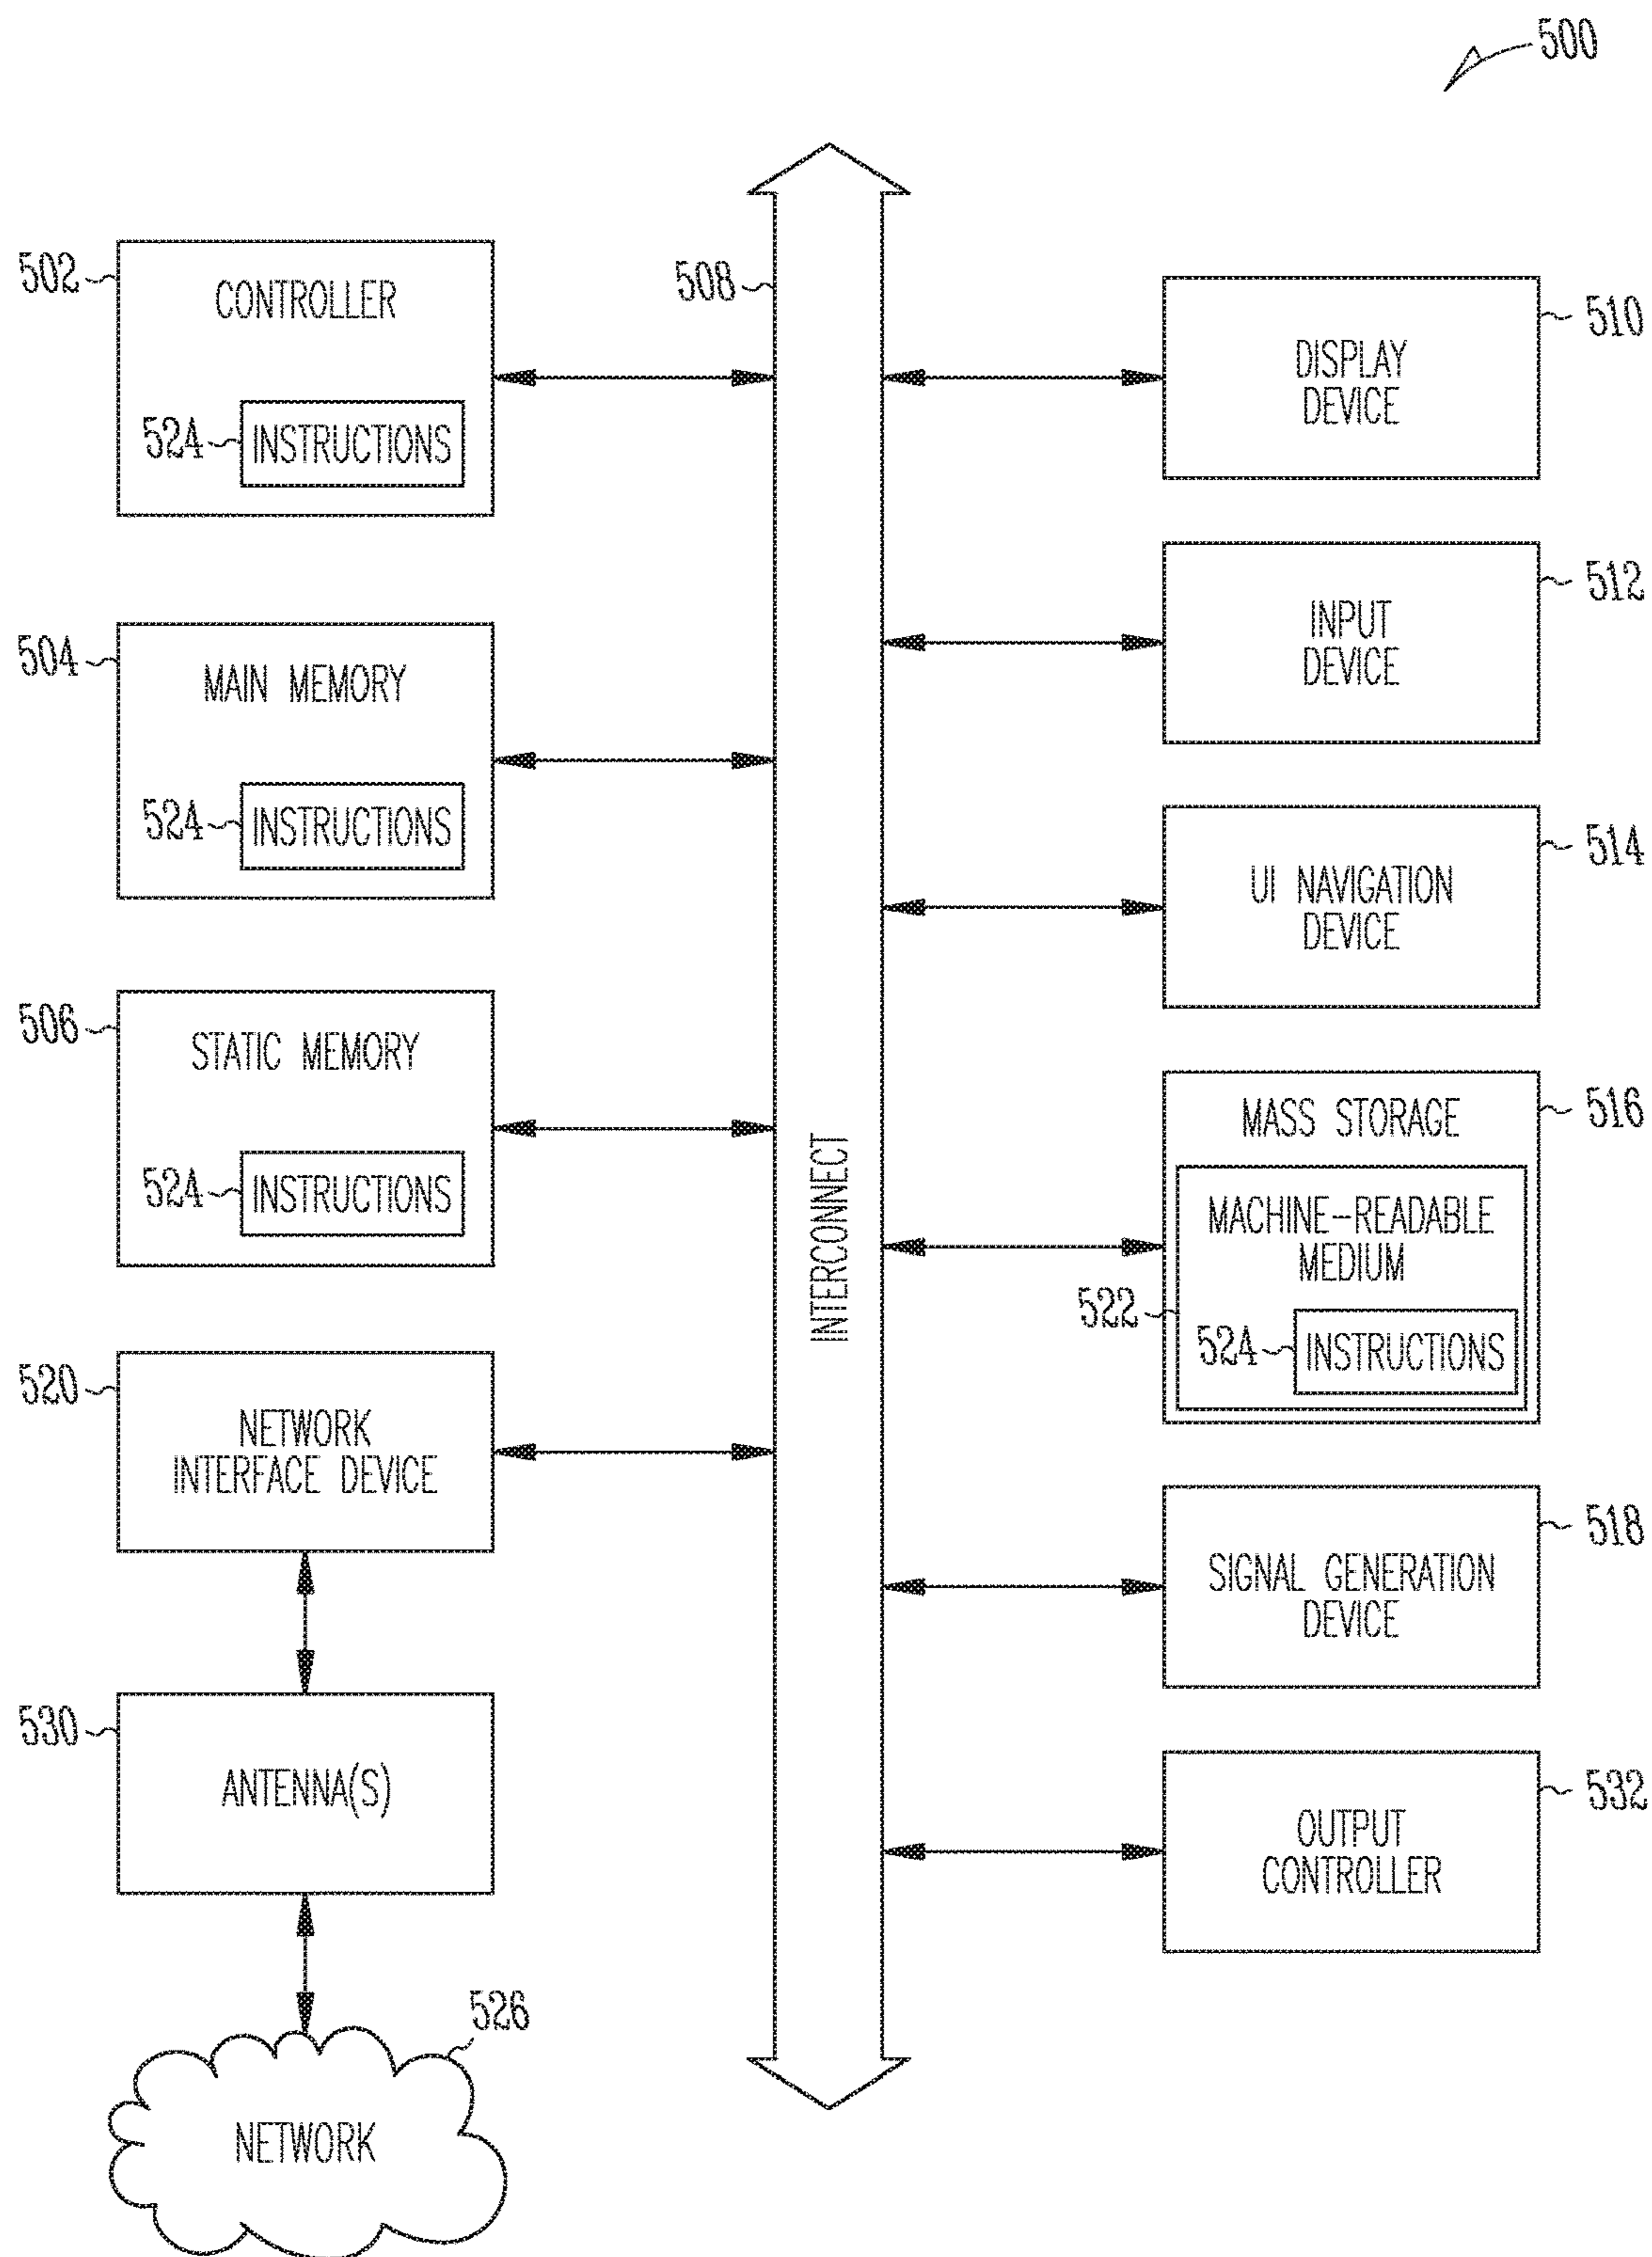 500
502
CONTROLLER
524
INSTRUCTIONS
504
MAIN MEMORY
524
INSTRUCTIONS
506
STATIC MEMORY
524
INSTRUCTIONS
520
NETWORK
INTERFACE DEVICE
530
ANTENNA(S)
526
NETWORK
508
INTERCONNECT
510
DISPLAY
DEVICE
512
INPUT
DEVICE
514
UI NAVIGATION
DEVICE
516
MASS STORAGE
MACHINE-READABLE
MEDIUM
522
524
INSTRUCTIONS
518
SIGNAL GENERATION
DEVICE
532
OUTPUT
CONTROLLER